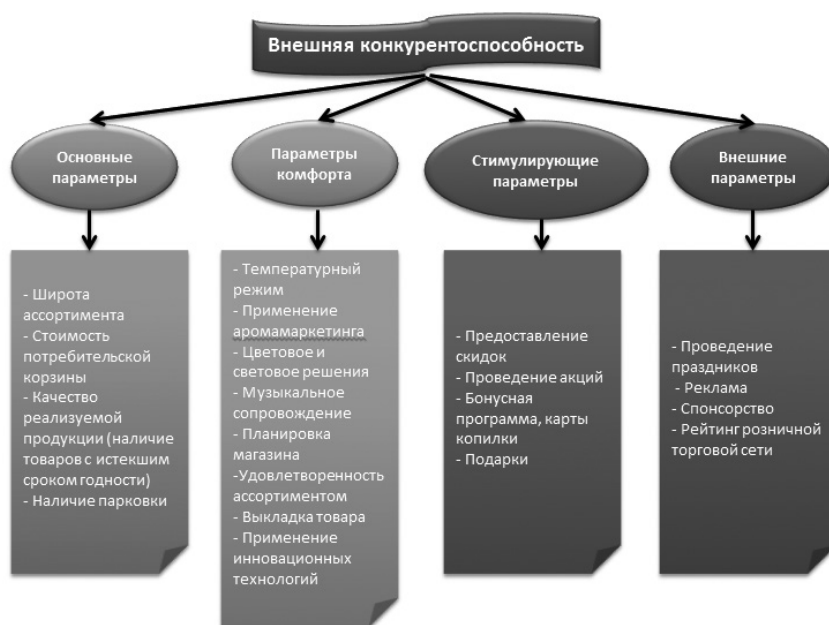 Внешняя конкурентоспособность
Основные
параметры
Параметры
комфорта
Стимулирующие
параметры
Внешние
параметры
- Широта
ассортимента
- Стоимость
потребительской
корзины
- Качество
реализуемой
продукции (наличие
товаров с истекшим
сроком годности)
- Наличие парковки
- Температурный
режим
- Применение
аромамаркетинга
- Цветовое и
световое решения
- Музыкальное
сопровождение
- Планировка
магазина
-Удовлетворенность
ассортиментом
- Выкладка товара
- Применение
инновационных
технологий
- Предоставление
скидок
- Проведение акций
- Бонусная
программа, карты
копилки
- Подарки
- Проведение
праздников
- Реклама
- Спонсорство
- Рейтинг розничной
торговой сети